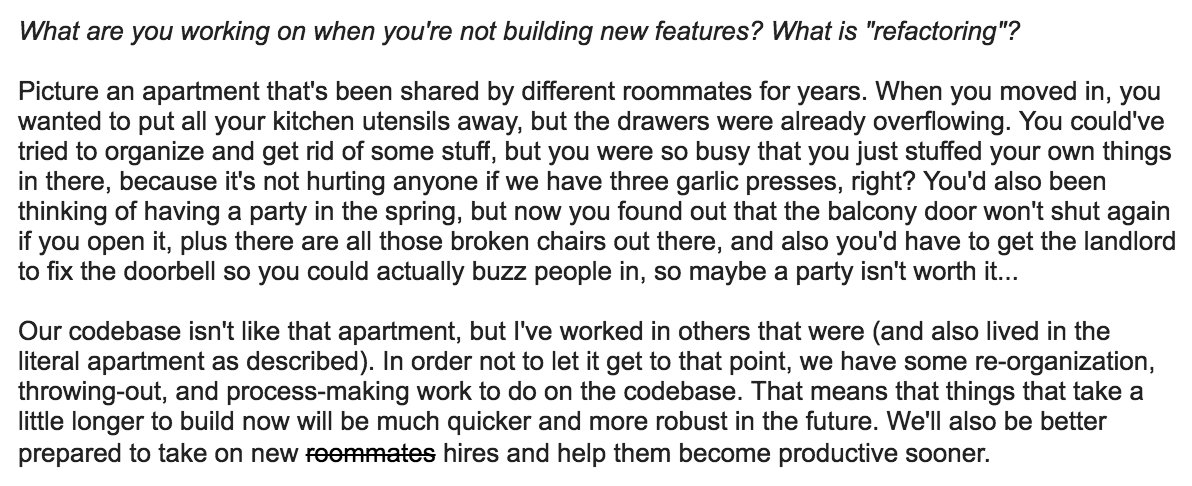 What are you working on when you're not building new features? What is "refactoring"?
Picture an apartment that's been shared by different roommates for years. When you moved in, you
wanted to put all your kitchen utensils away, but the drawers were already overflowing. You could've
tried to organize and get rid of some stuff, but you were so busy that you just stuffed your own things
in there, because it's not hurting anyone if we have three garlic presses, right? You'd also been
thinking of having a party in the spring, but now you found out that the balcony door won't shut again
if you open it, plus there are all those broken chairs out there, and also you'd have to get the landlord
to fix the doorbell so you could actually buzz people in, so maybe a party isn't worth it...
Our codebase isn't like that apartment, but I've worked in others that were (and also lived in the
literal apartment as described). In order not to let it get to that point, we have some re-organization,
throwing-out, and process-making work to do on the codebase. That means that things that take a
little longer to build now will be much quicker and more robust in the future. We'll also be better
prepared to take on new roommates hires and help them become productive sooner.